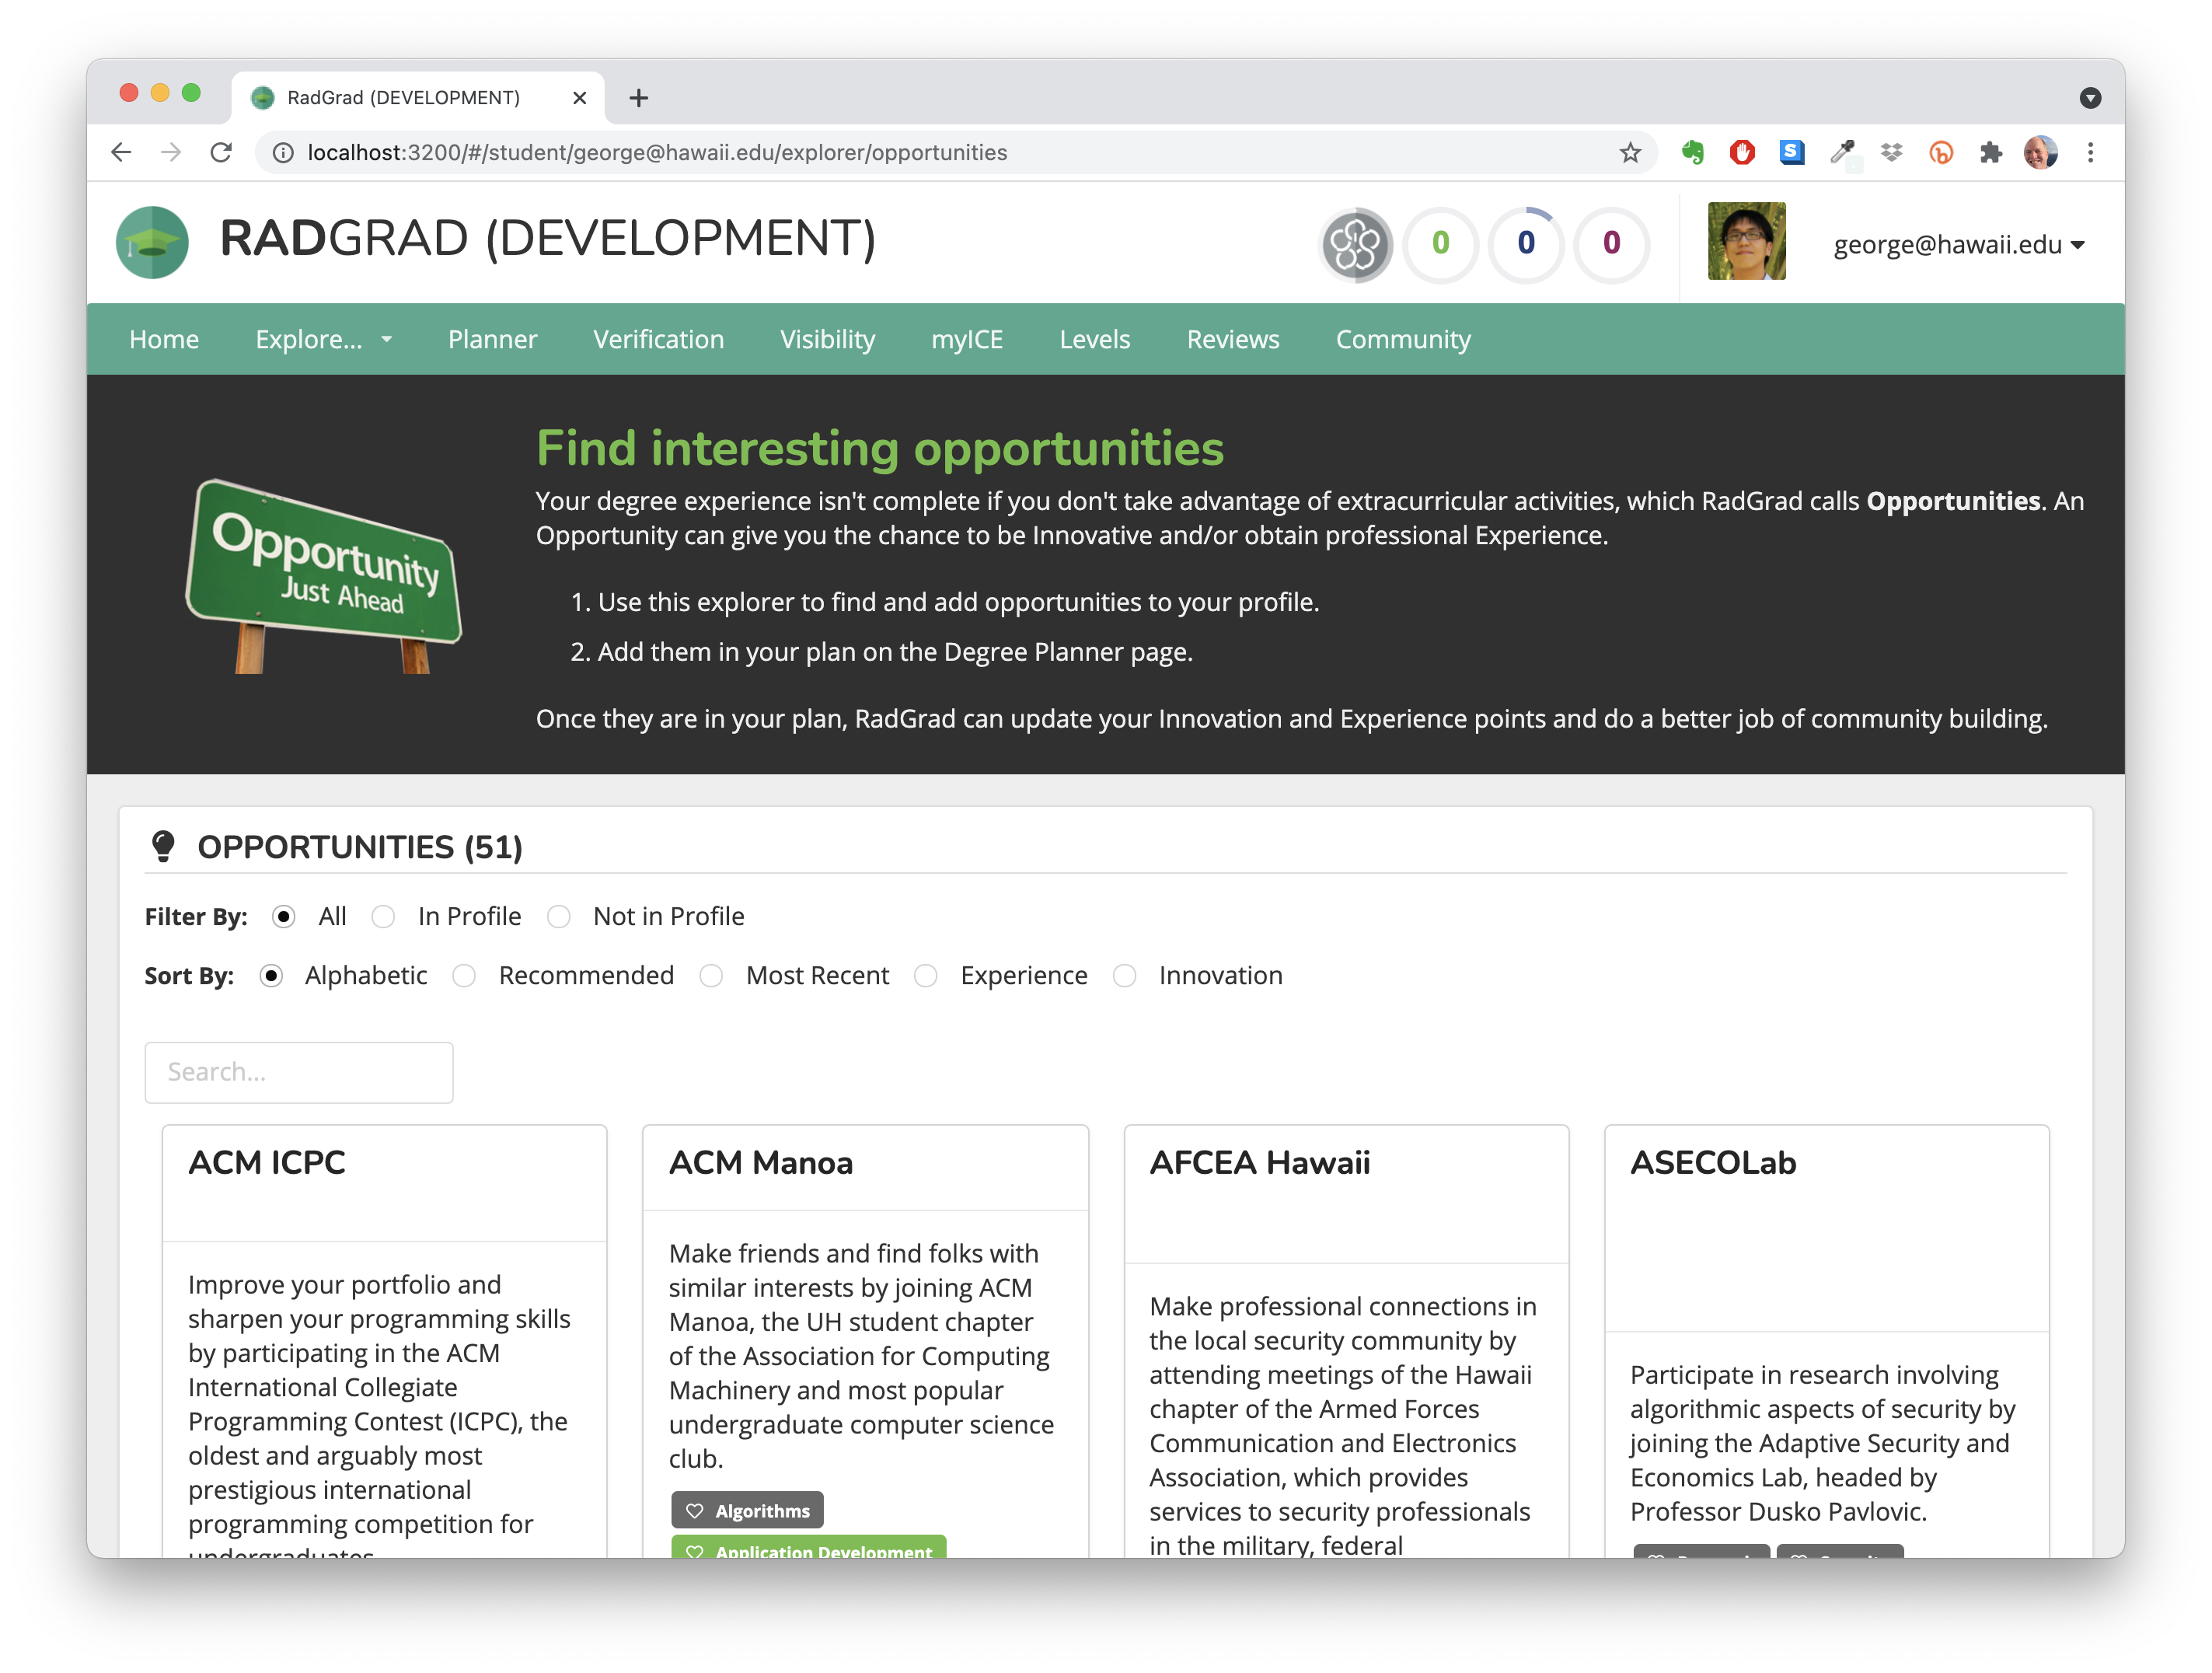 RadGrad (DEVELOPMENT)
localhost:3200/#/student/george@hawaii.edu/explorer/opportunities
RADGRAD (DEVELOPMENT)
0
0
0
george@hawaii.edu
Home
Explore...
Planner
Verification
Visibility
myICE
Levels
Reviews
Community
Opportunity
Just Ahead
Find interesting opportunities
Your degree experience isn't complete if you don't take advantage of extracurricular activities, which RadGrad calls Opportunities. An
Opportunity can give you the chance to be Innovative and/or obtain professional Experience.
1. Use this explorer to find and add opportunities to your profile.
2. Add them in your plan on the Degree Planner page.
Once they are in your plan, RadGrad can update your Innovation and Experience points and do a better job of community building.
OPPORTUNITIES (51)
Filter By: All In Profile Not in Profile
Sort By: Alphabetic Recommended Most Recent Experience Innovation
Search...
ACM ICPC
Improve your portfolio and
sharpen your programming skills
by participating in the ACM
International Collegiate
Programming Contest (ICPC), the
oldest and arguably most
prestigious international
programming competition for
undergraduates
ACM Manoa
Make friends and find folks with
similar interests by joining ACM
Manoa, the UH student chapter
of the Association for Computing
Machinery and most popular
undergraduate computer science
club.
Algorithms
Application Development
AFCEA Hawaii
Make professional connections in
the local security community by
attending meetings of the Hawaii
chapter of the Armed Forces
Communication and Electronics
Association, which provides
services to security professionals
in the military, federal
ASECOLab
Participate in research involving
algorithmic aspects of security by
joining the Adaptive Security and
Economics Lab, headed by
Professor Dusko Pavlovic.